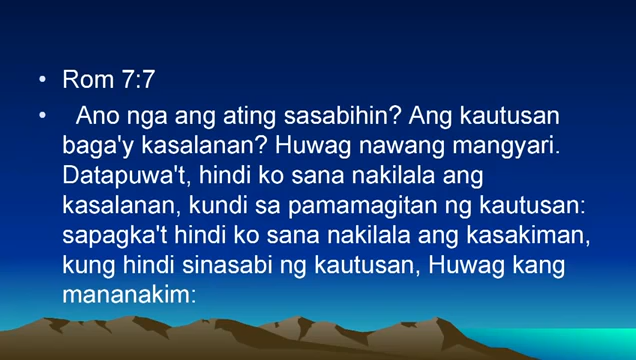 • Rom 7:7
• Ano nga ang ating sasabihin? Ang kautusan
baga'y kasalanan? Huwag nawang mangyari.
Datapuwa't, hindi ko sana nakilala ang
kasalanan, kundi sa pamamagitan ng kautusan:
sapagka't hindi ko sana nakilala ang kasakiman,
kung hindi sinasabi ng kautusan, Huwag kang
mananakim: